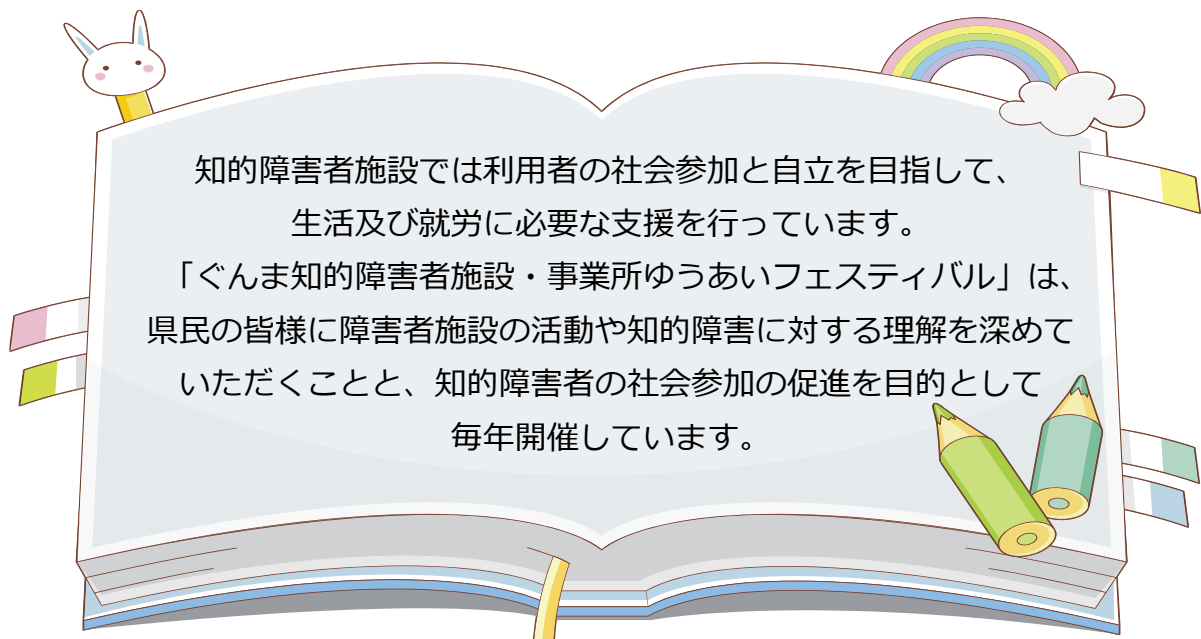 知的障害者施設では利用者の社会参加と自立を目指して、
生活及び就労に必要な支援を行っています。
「ぐんま知的障害者施設・事業所ゆうあいフェスティバル」は、
県民の皆様に障害者施設の活動や知的障害に対する理解を深めて
いただくことと、知的障害者の社会参加の促進を目的として
毎年開催しています。